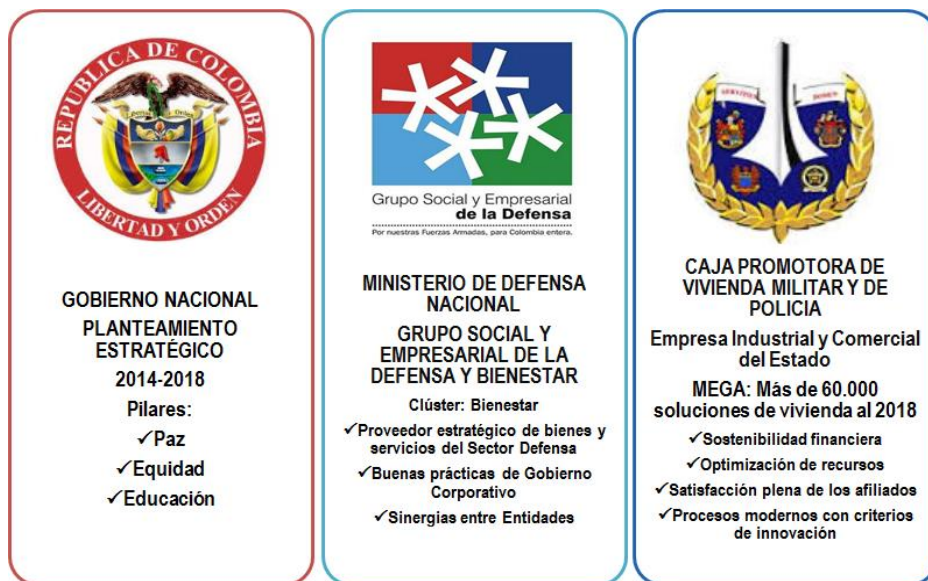 REPUBLICA DE COLOMBIA
Libertad y Orden
LIBERTAD Y ORDEN
GOBIERNO NACIONAL
PLANTEAMIENTO
ESTRATÉGICO
2014-2018
Pilares:
✓Paz
✓Equidad
✓Educación
Grupo Social y Empresarial
de la Defensa
Por nuestras Fuerzas Armadas, para Colombia entera.
MINISTERIO DE DEFENSA
NACIONAL
GRUPO SOCIAL Y
EMPRESARIAL DE LA
DEFENSA Y BIENESTAR
Clúster: Bienestar
✓Proveedor estratégico de bienes y
servicios del Sector Defensa
✓Buenas prácticas de Gobierno
Corporativo
✓Sinergias entre Entidades
CAJA PROMOTORA DE
VIVIENDA MILITAR Y DE
POLICIA
Empresa Industrial y Comercial
del Estado
MEGA: Más de 60.000
soluciones de vivienda al 2018
✓Sostenibilidad financiera
✓Optimización de recursos
✓Satisfacción plena de los afiliados
✓Procesos modernos con criterios
de innovación